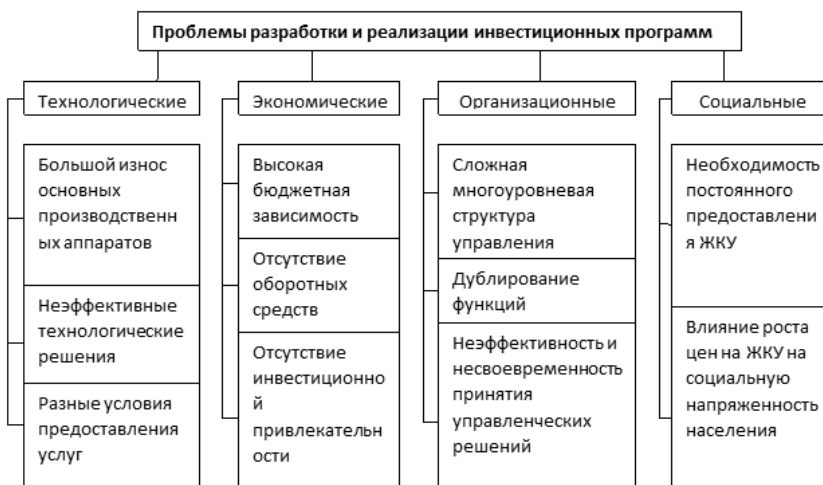 Проблемы разработки и реализации инвестиционных программ
Технологические
Экономические
Организационные
Социальные
Большой износ
основных
производствен
ных аппаратов
Неэффективные
технологические
решения
Разные условия
предоставления
услуг
Высокая
бюджетная
зависимость
Отсутствие
оборотных
средств
Отсутствие
инвестиционно
й
привлекательн
ости
Сложная
многоуровневая
структура
управления
Дублирование
функций
Неэффективность и
несвоевременность
принятия
управленческих
решений
Необходимость
постоянного
предоставлени
я ЖКУ
Влияние роста
цен на ЖКУ на
социальную
напряженность
населения